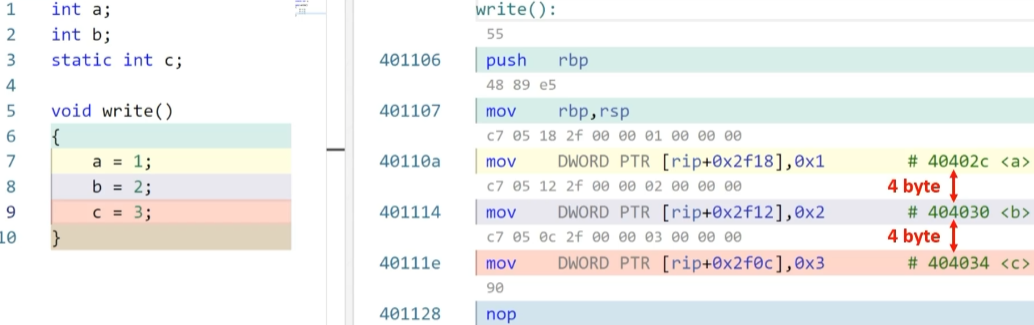 1 int a;
2 int b;
3 static int c;
4
5 void write()
6 {
7 a = 1;
8 b = 2;
9 c = 3;
10 }
write():
55
401106 push rbp
48 89 e5
401107 mov rbp,rsp
c7 05 18 2f 00 00 01 00 00 00
40110a mov DWORD PTR [rip+0x2f18],0x1 # 40402c <a>
c7 05 12 2f 00 00 02 00 00 00
4 byte
401114 mov DWORD PTR [rip+0x2f12],0x2 # 404030 <b>
c7 05 0c 2f 00 00 03 00 00 00
4 byte
40111e mov DWORD PTR [rip+0x2f0c],0x3 # 404034 <c>
90
401128 nop